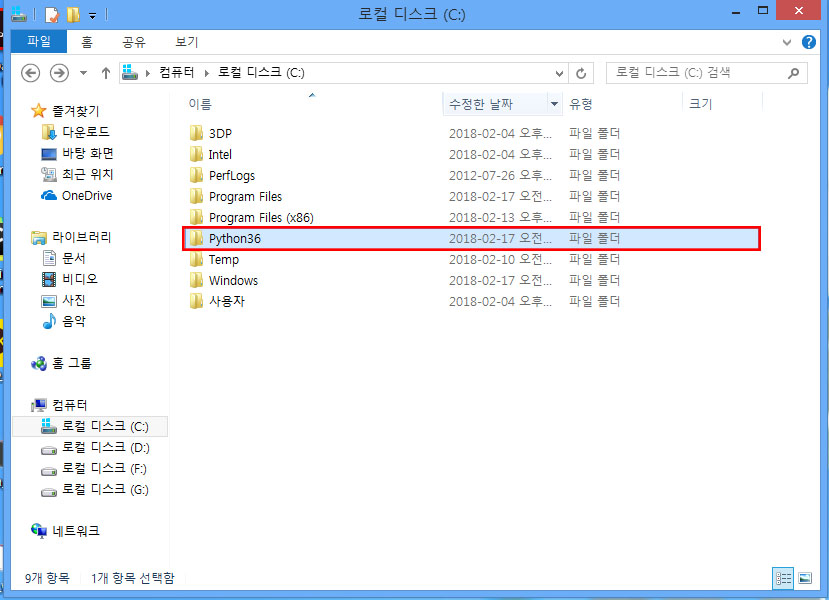 로컬 디스크 (C:)
파일 홈 공유 보기
컴퓨터 로컬 디스크 (C:) 로컬 디스크 (C:) 검색
이름 수정한 날짜 유형 크기
즐겨찾기
다운로드
바탕 화면
최근 위치
OneDrive
라이브러리
문서
비디오
사진
음악
홈 그룹
컴퓨터
로컬 디스크 (C:)
로컬 디스크 (D:)
로컬 디스크 (F:)
로컬 디스크 (G:)
네트워크
3DP 2018-02-04 오후... 파일 폴더
Intel 2018-02-04 오후... 파일 폴더
PerfLogs 2012-07-26 오후... 파일 폴더
Program Files 2018-02-17 오전... 파일 폴더
Program Files (x86) 2018-02-13 오후... 파일 폴더
Python36 2018-02-17 오전... 파일 폴더
Temp 2018-02-10 오전... 파일 폴더
Windows 2018-02-17 오전... 파일 폴더
사용자 2018-02-04 오후... 파일 폴더
9개 항목 1개 항목 선택함